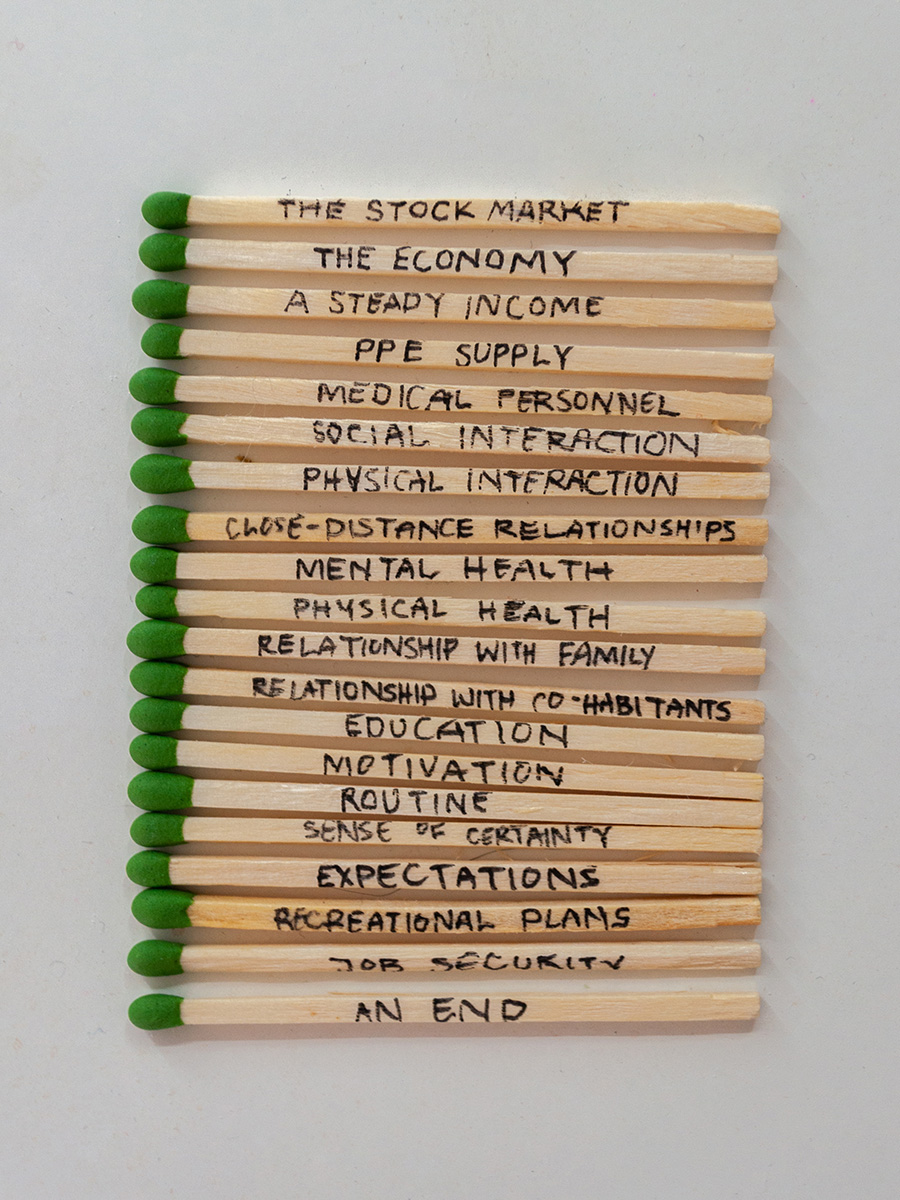 THE STOCK MARKET
THE ECONOMY
A STEADY INCOME
PPE SUPPLY
MEDICAL PERSONNEL
SOCIAL INTERACTION
PHYSICAL INTERACTION
CLOSE-DISTANCE RELATIONSHIPS
MENTAL HEALTH
PHYSICAL HEALTH
RELATIONSHIP WITH FAMILY
RELATIONSHIP WITH CO-HABITANTS
EDUCATION
MOTIVATION
ROUTINE
SENSE OF CERTAINTY
EXPECTATIONS
RECREATIONAL PLANS
JOB SECURITY
AN END